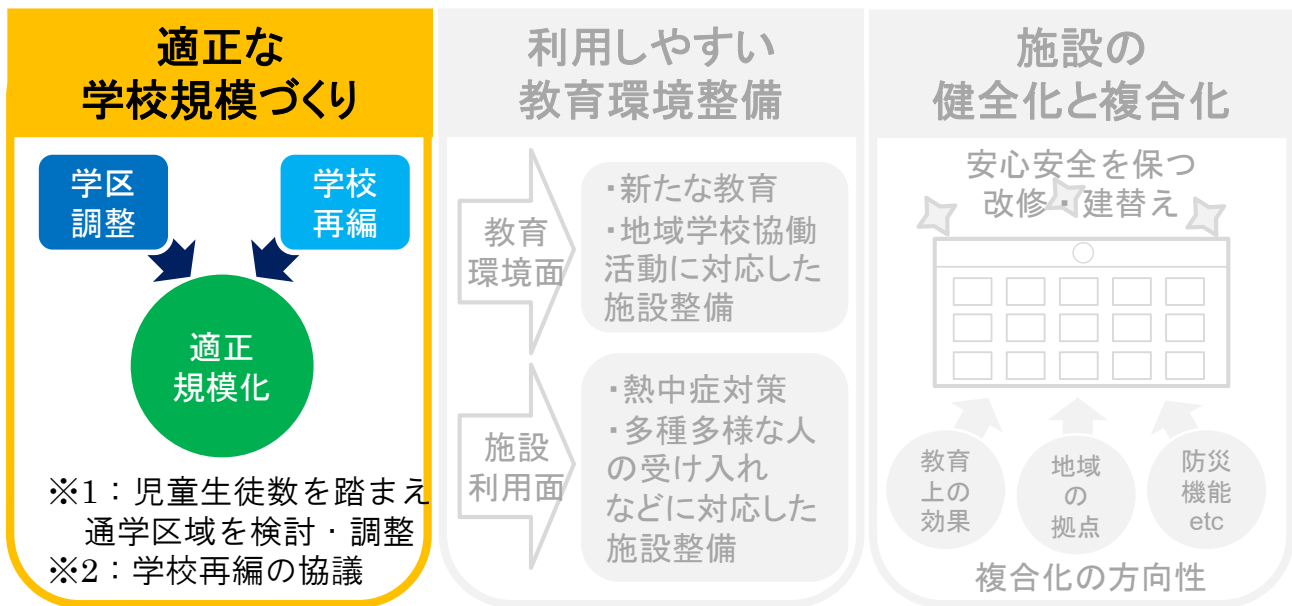 適正な
学校規模づくり
学区
調整
学校
再編
適正
規模化
※1：児童生徒数を踏まえ
通学区域を検討・調整
※2：学校再編の協議
利用しやすい
教育環境整備
教育
環境面
・新たな教育
・地域学校協働
活動に対応した
施設整備
施設
利用面
・熱中症対策
・多種多様な人
の受け入れ
などに対応した
施設整備
施設の
健全化と複合化
安心安全を保つ
改修・建替え
教育
上の
効果
地域
の
拠点
防災
機能
etc
複合化の方向性